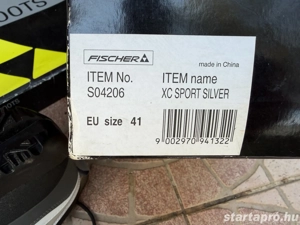 OOTS
FISCHER
made in China
ITEM No.
ITEM name
S04206
XC SPORT SILVER
EU size 41
9 002970 941322
startapro.hu